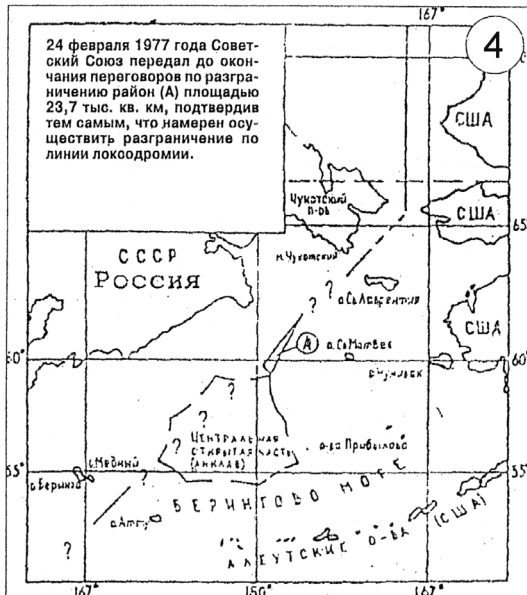 167°
4
24 февраля 1977 года Совет-
ский Союз передал до окон-
чания переговоров по разгра-
ничению район (А) площадью
23,7 тыс. кв. км, подтвердив
тем самым, что намерен осу-
ществить разграничение по
линии локсодромии.
США
Чукотский
п-ов
США
65°
СССР
Россия
м. Чукотский
?
о. Св. Лаврентия
?
США
А
о. Св. Матвея
60°
60°
о. Нунивак
?
?
Центральная
открытая часть
(анклав)
?
о-ва Прибылова
55°
55°
о. Медный
?
о. Беринга
БЕРИНГОВО МОРЕ
о. Атту
?
АЛЕУТСКИЕ О-ВА (США)
167°
150°
167°